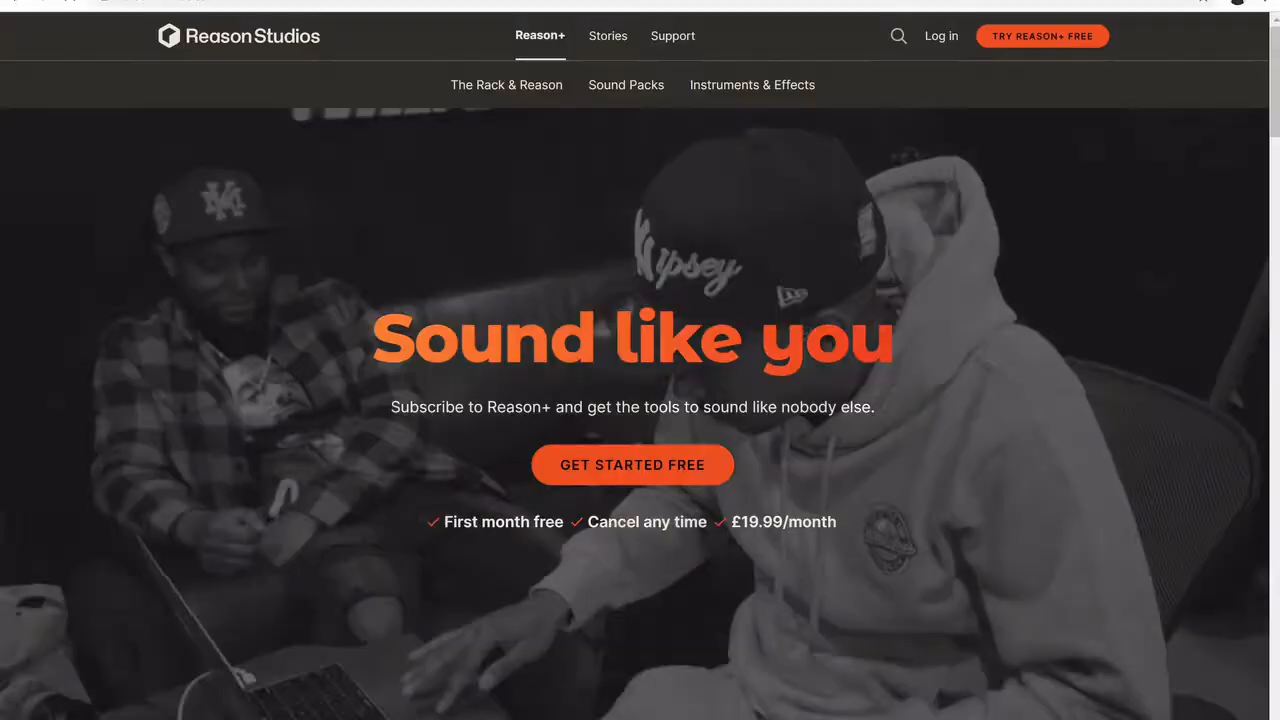 Reason Studios
Reason+ Stories Support
Log in
TRY REASON+ FREE
The Rack & Reason Sound Packs Instruments & Effects
Nipsey
Sound like you
Subscribe to Reason+ and get the tools to sound like nobody else.
GET STARTED FREE
First month free Cancel any time £19.99/month